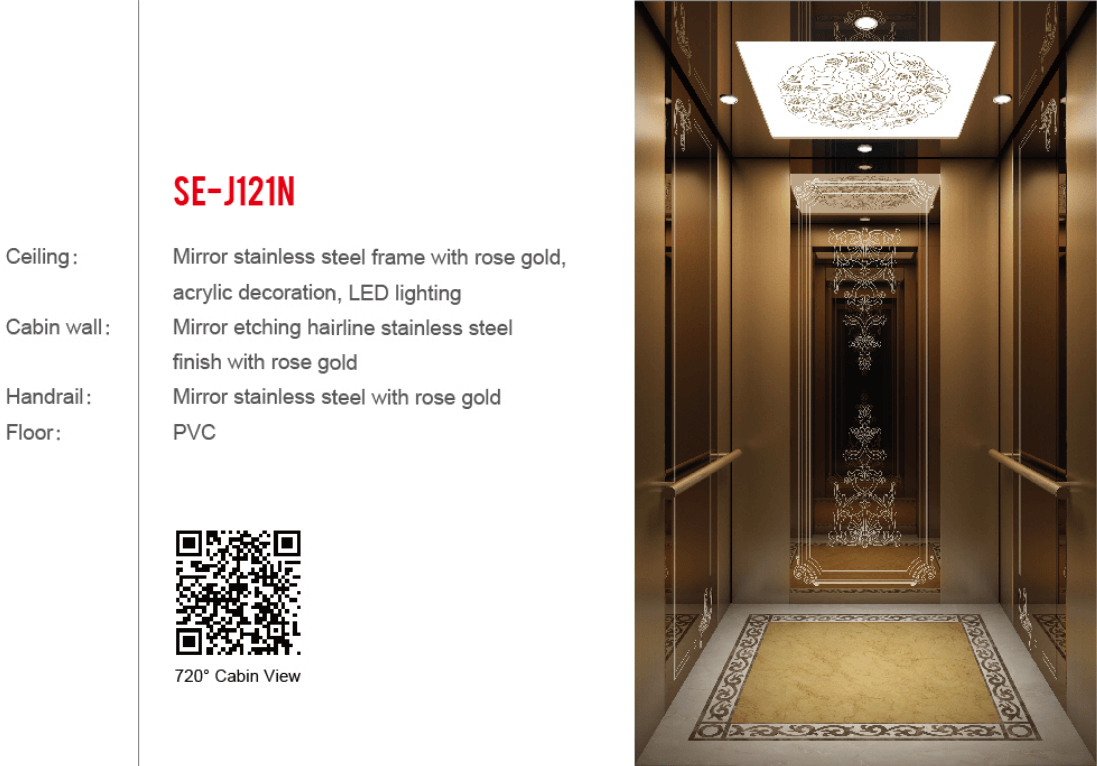 SE-J121N
Ceiling: Mirror stainless steel frame with rose gold,
acrylic decoration, LED lighting
Cabin wall: Mirror etching hairline stainless steel
finish with rose gold
Handrail: Mirror stainless steel with rose gold
Floor: PVC
720° Cabin View